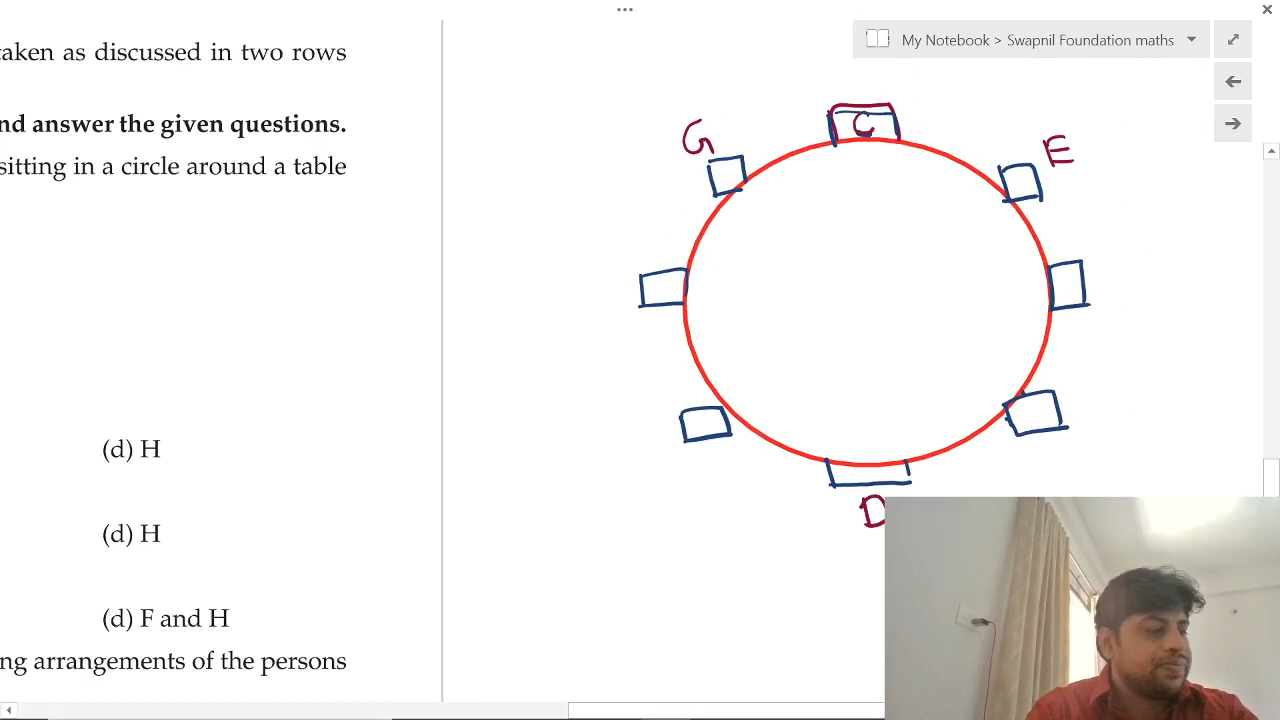 taken as discussed in two rows
nd answer the given questions.
sitting in a circle around a table
(d) H
(d) H
(d) F and H
ng arrangements of the persons
My Notebook > Swapnil Foundation maths
G
C
E
D